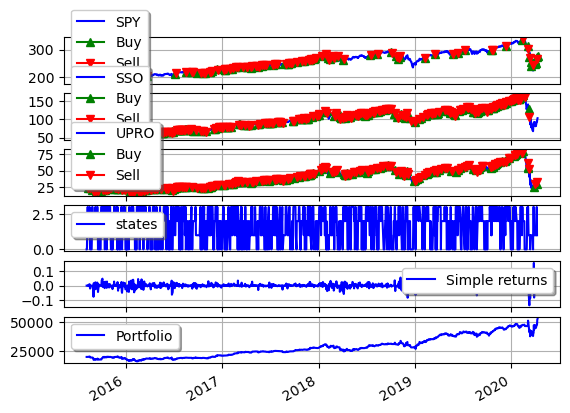 SPY
Buy
Sell
300
200
SSO
Buy
Sell
150
100
50
UPRO
Buy
Sell
75
50
25
states
2.5
0.0
Simple returns
0.1
0.0
−0.1
Portfolio
50000
25000
2016 2017 2018 2019 2020